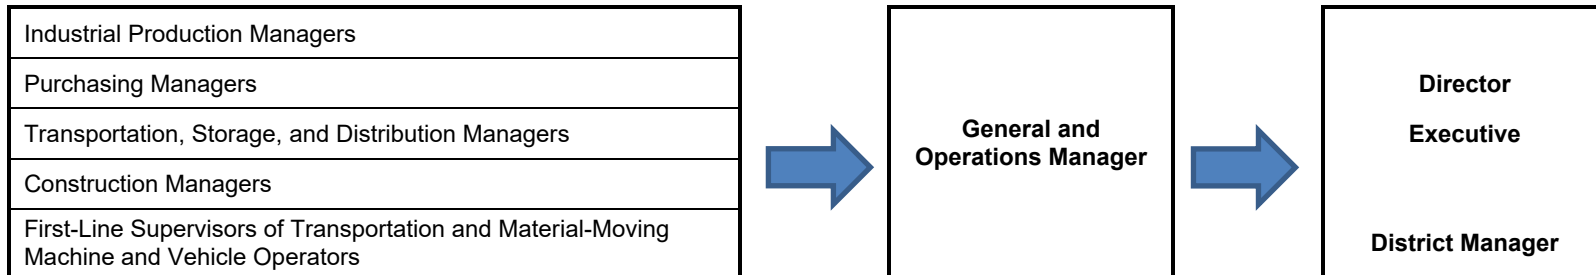 Industrial Production Managers
Purchasing Managers
Transportation, Storage, and Distribution Managers
Construction Managers
First-Line Supervisors of Transportation and Material-Moving
Machine and Vehicle Operators
General and
Operations Manager
Director
Executive
District Manager